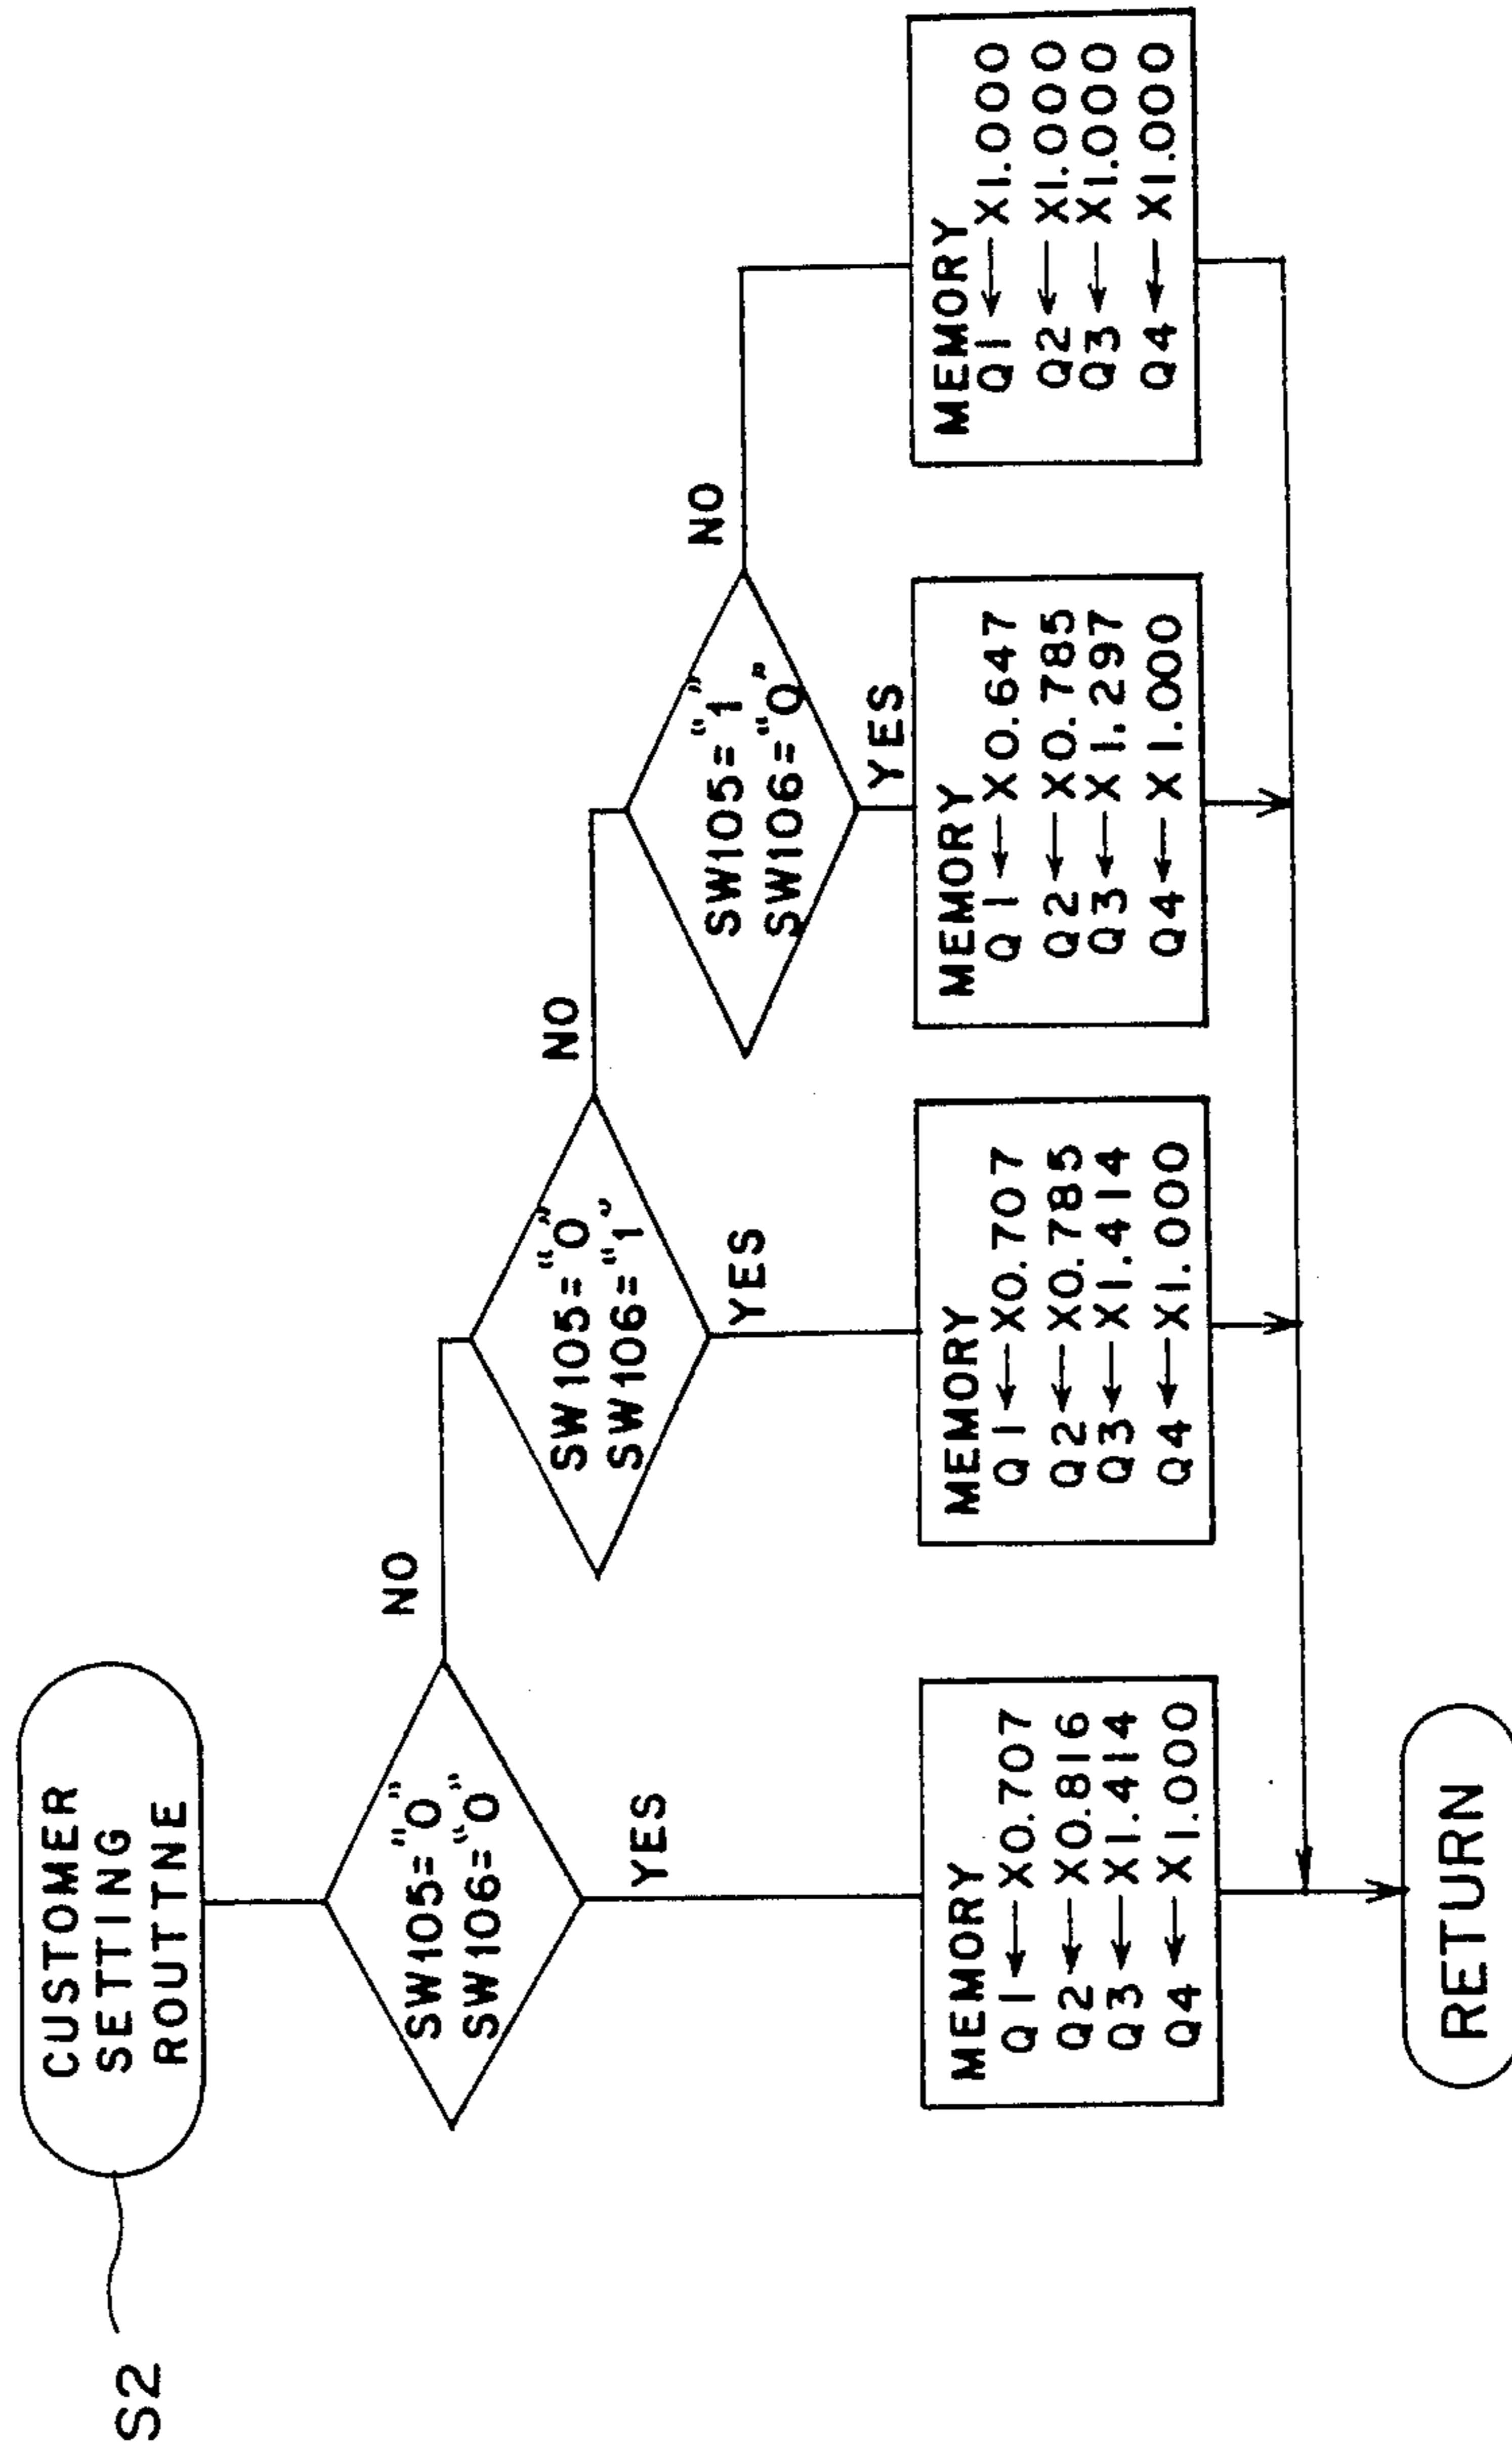 S2
CUSTOMER
SETTING
ROUTINE
SW105="0"
SW106="0"
NO
YES
SW105="0"
SW106="1"
NO
YES
SW105="1"
SW106="0"
NO
YES
MEMORY
Q1←X0.707
Q2←X0.816
Q3←X1.414
Q4←X1.000
MEMORY
Q1←X0.707
Q2←X0.785
Q3←X1.414
Q4←X1.000
MEMORY
Q1←X0.647
Q2←X0.785
Q3←X1.297
Q4←X1.000
MEMORY
Q1←X1.000
Q2←X1.000
Q3←X1.000
Q4←X1.000
RETURN